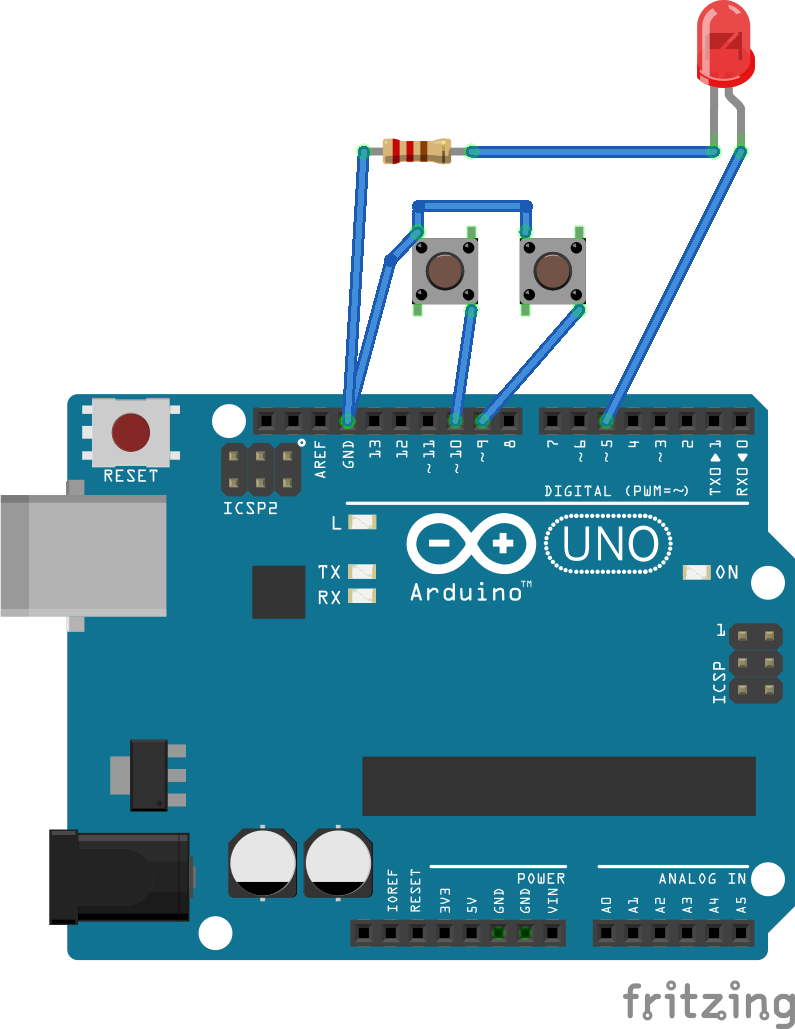 RESET
ICSP2
AREF
GND
13
12
~11
~10
~9
8
7
~6
~5
4
~3
2
TX0▶1
RX0◀0
DIGITAL (PWM=~)
L
TX
RX
UNO
Arduino™
ON
1
ICSP
POWER
ANALOG IN
IOREF
RESET
3V3
5V
GND
GND
VIN
A0
A1
A2
A3
A4
A5
fritzing